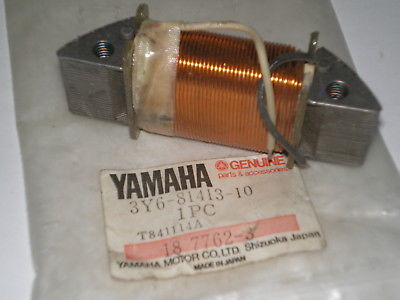 YAMAHA GENUINE
parts & accessories
3Y6-81413-10
1PC
T841114A
18 7762-3
YAMAHA MOTOR CO., LTD. Shizuoka Japan
MADE IN JAPAN